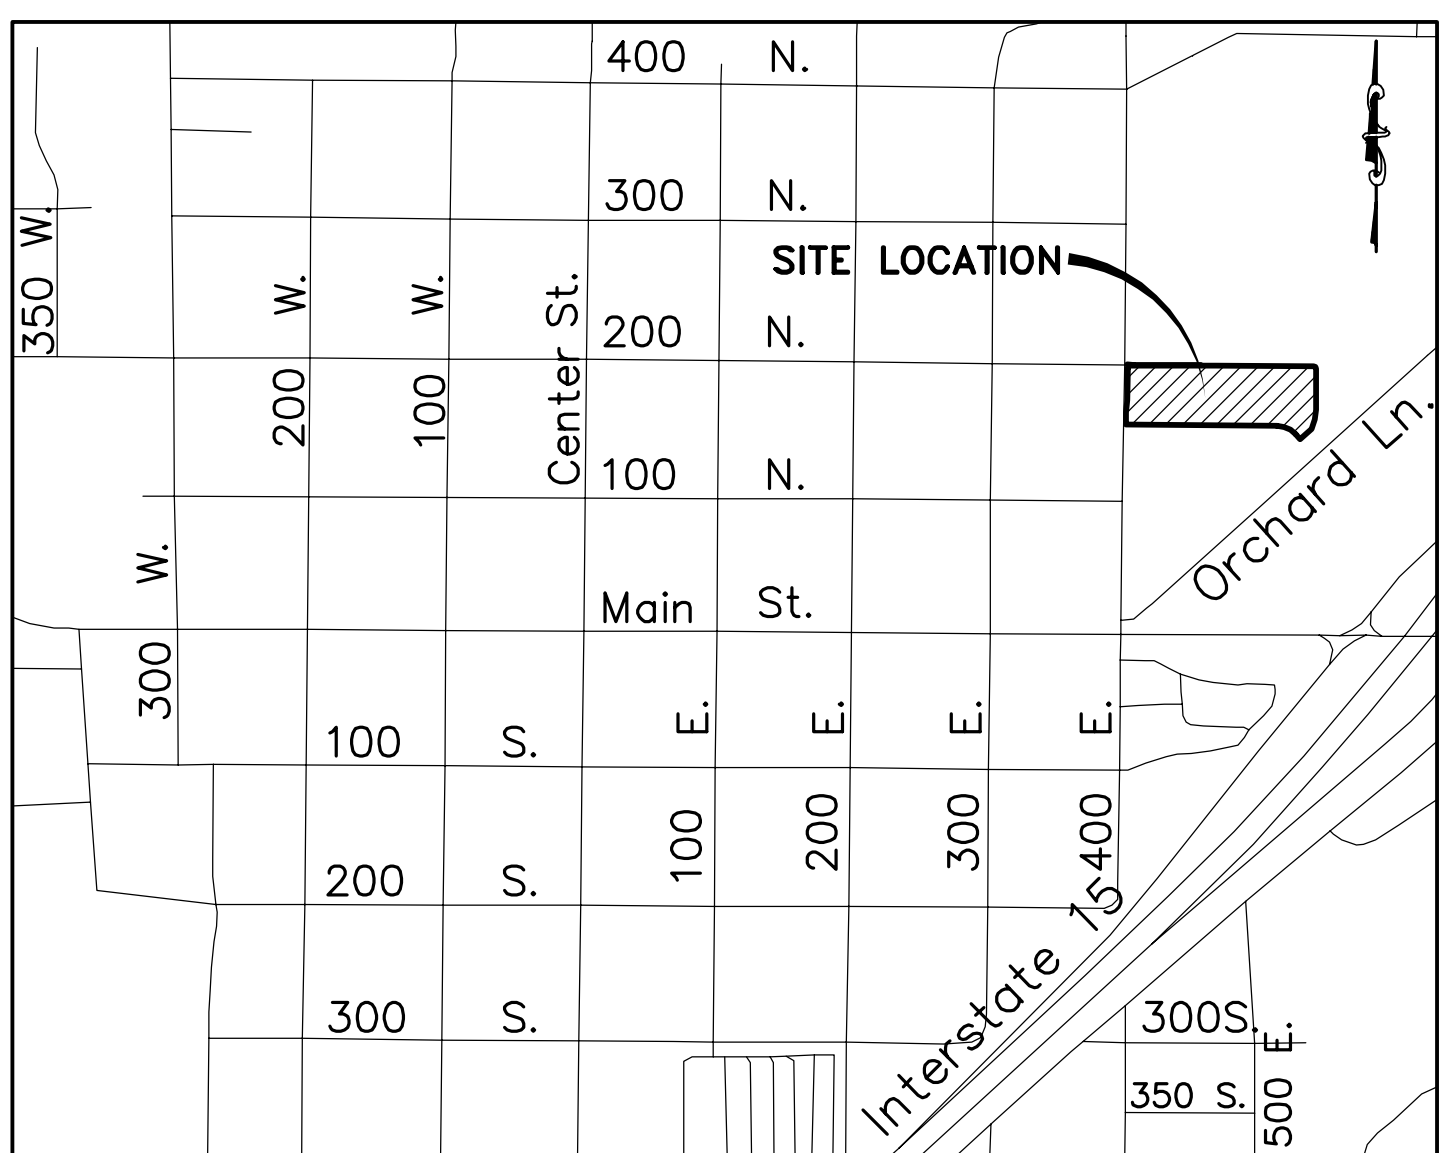 400 N.
300 N.
350 W.
SITE LOCATION
200 W.
100 W.
Center St.
200 N.
100 N.
Orchard Ln.
300 W.
Main St.
100 S.
100 E.
200 E.
300 E.
400 E.
200 S.
Interstate 15
300 S.
300S.
350 S.
500 E.